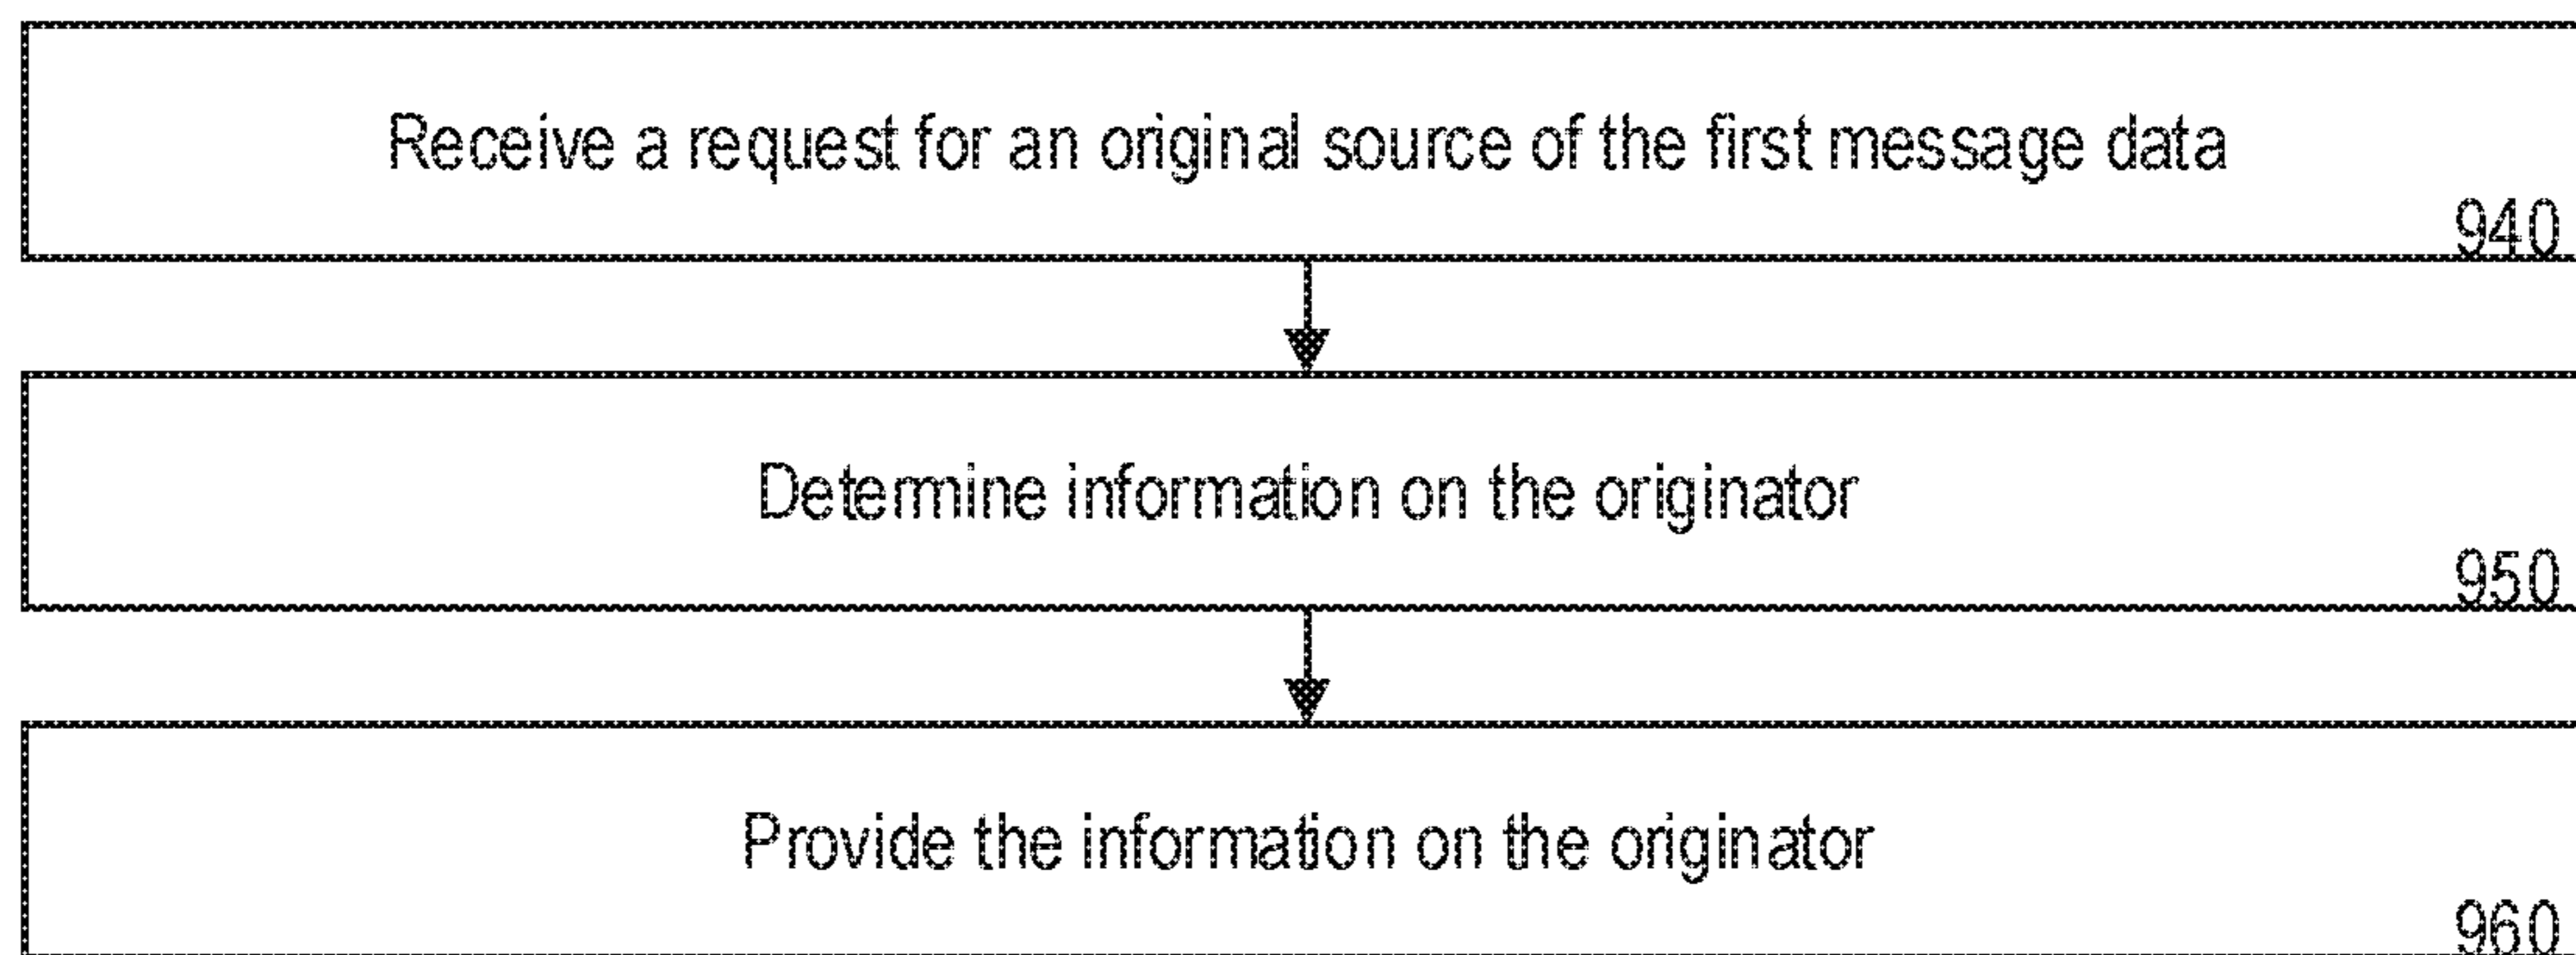 Receive a request for an original source of the first message data
940
Determine information on the originator
950
Provide the information on the originator
960